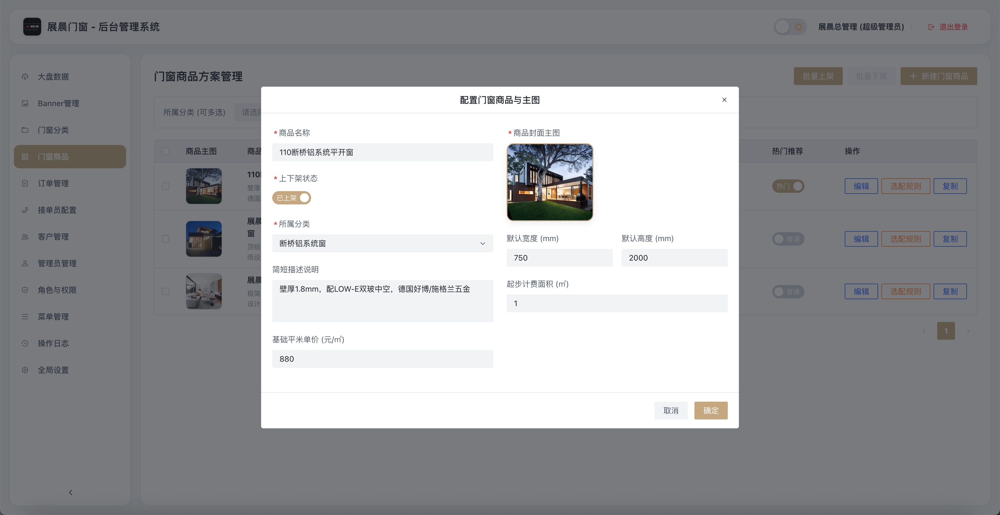 展晨门窗 - 后台管理系统
展晨总管理 (超级管理员)
退出登录
大盘数据
Banner管理
门窗分类
门窗商品
订单管理
接单员配置
客户管理
管理员管理
角色与权限
菜单管理
操作日志
全局设置
门窗商品方案管理
批量上架
批量下架
新建门窗商品
所属分类 (可多选)
请选择
商品主图
商品
热门推荐
操作
110
壁厚
德国
热门
编辑
选配规则
复制
展晨
窗
顶级
雨设
普通
编辑
选配规则
复制
展晨
极简
设计
普通
编辑
选配规则
复制
1
配置门窗商品与主图
* 商品名称
110断桥铝系统平开窗
* 上下架状态
已上架
* 所属分类
断桥铝系统窗
简短描述说明
壁厚1.8mm，配LOW-E双玻中空，德国好博/施格兰五金
基础平米单价 (元/㎡)
880
* 商品封面主图
默认宽度 (mm)
默认高度 (mm)
750
2000
起步计费面积 (㎡)
1
取消
确定